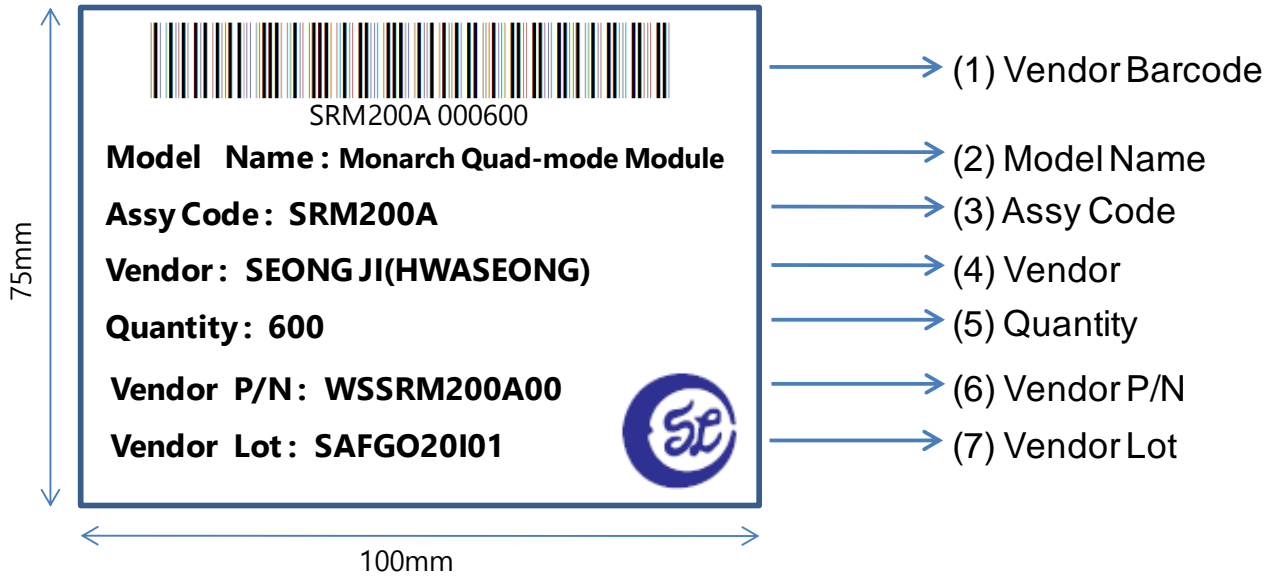 SRM200A 000600
(1) Vendor Barcode
Model Name : Monarch Quad-mode Module
(2) Model Name
Assy Code : SRM200A
(3) Assy Code
Vendor : SEONG JI(HWASEONG)
(4) Vendor
Quantity : 600
(5) Quantity
Vendor P/N : WSSRM200A00
(6) Vendor P/N
Vendor Lot : SAFGO20I01
(7) Vendor Lot
75mm
100mm